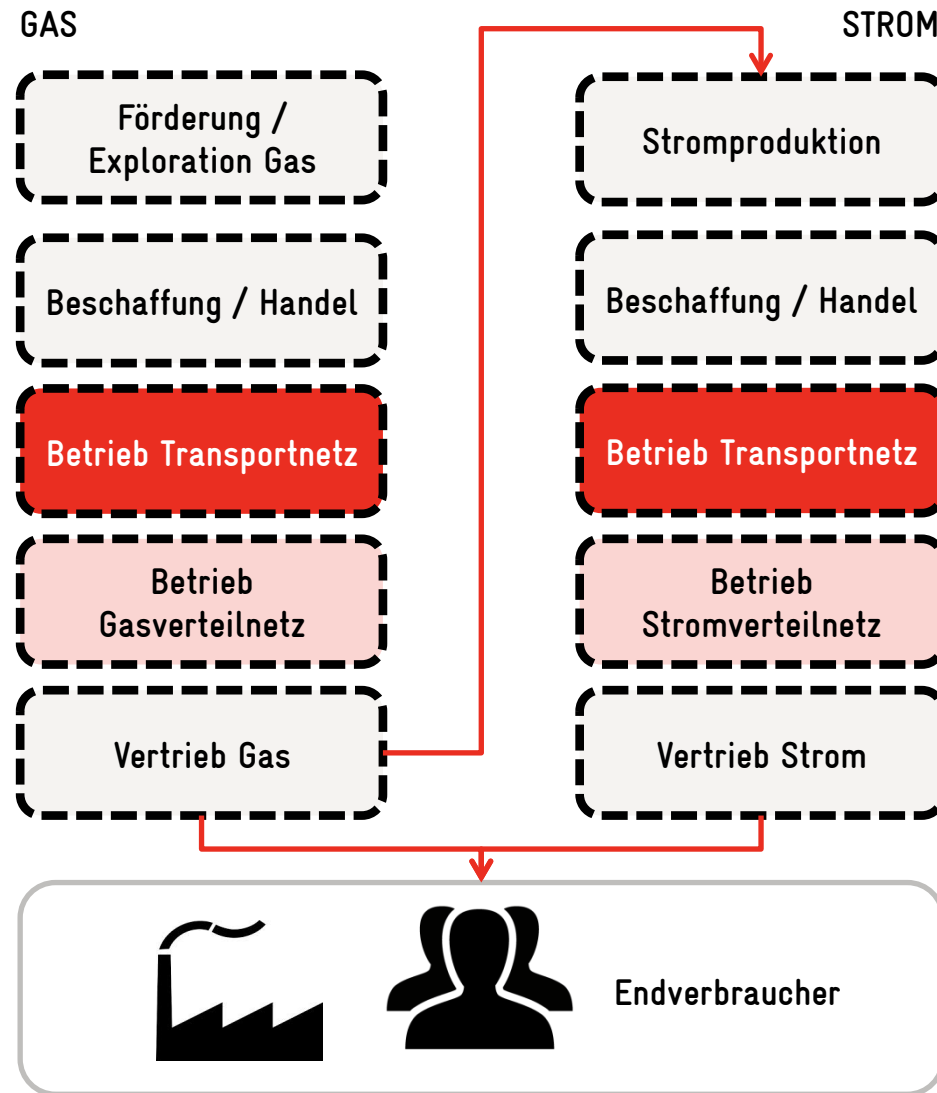 GAS
Förderung /
Exploration Gas
Beschaffung / Handel
Betrieb Transportnetz
Betrieb
Gasverteilnetz
Vertrieb Gas
STROM
Stromproduktion
Beschaffung / Handel
Betrieb Transportnetz
Betrieb
Stromverteilnetz
Vertrieb Strom
Endverbraucher